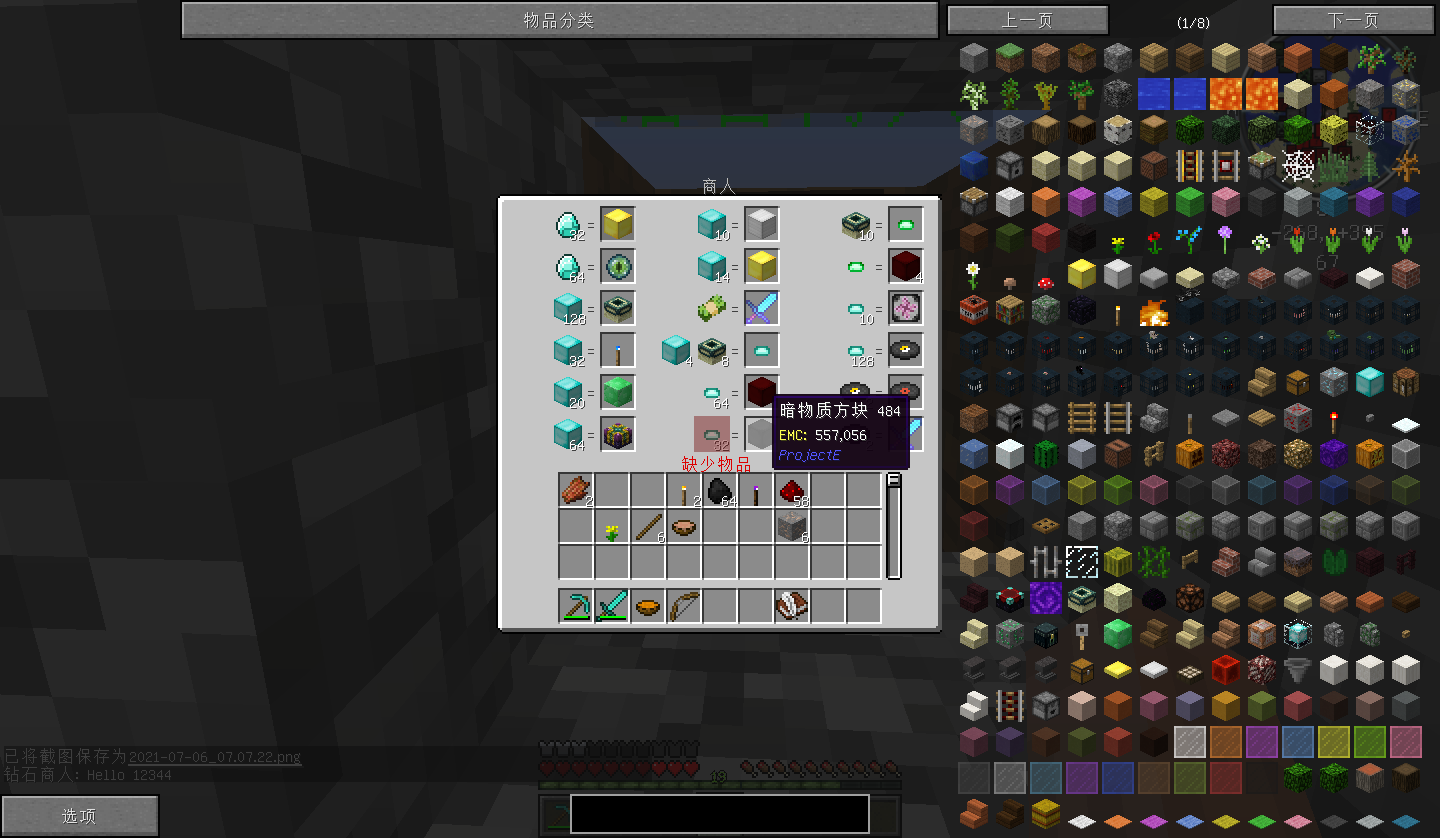 物品分类
上一页
(1/8)
下一页
商人
32 =
10 =
10 =
64 =
14 =
=
4
128 =
=
10 =
32 =
4
8 =
128 =
20 =
64 =
=
64 =
32 =
暗物质方块 484
EMC: 557,056
ProjectE
缺少物品
2
2
64
58
6
6
已将截图保存为2021-07-06_07.07.22.png
钻石商人: Hello 12344
19
选项